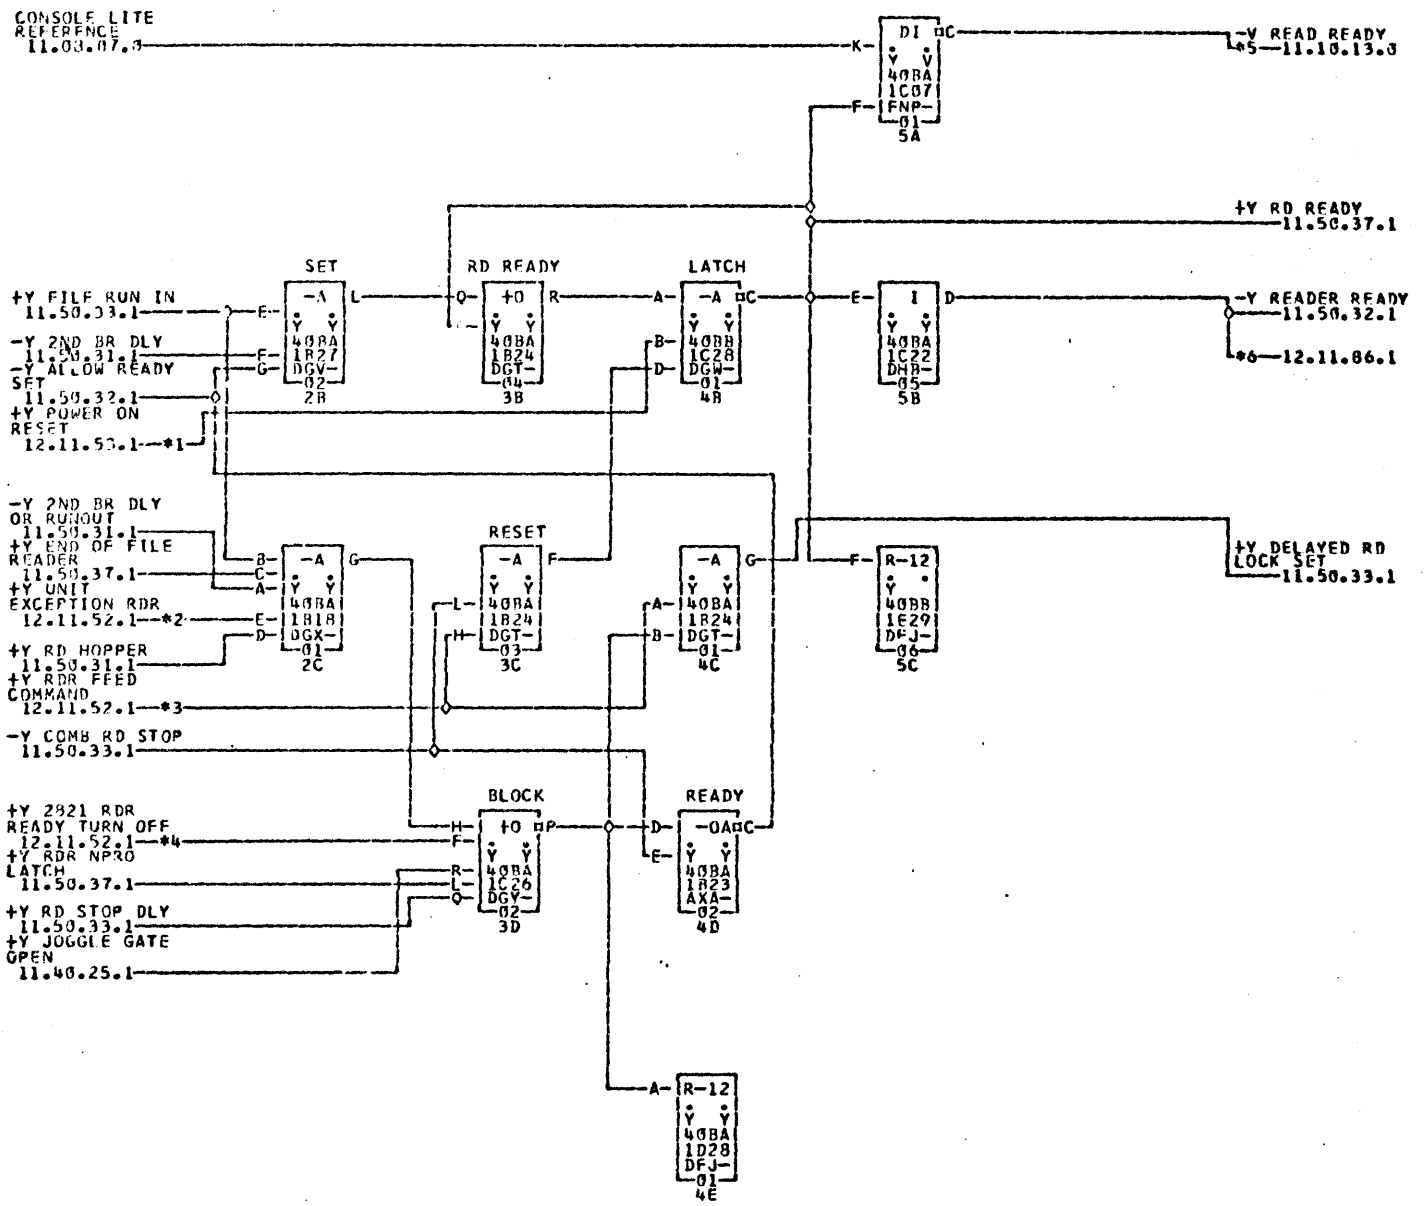 CONSOLE LITE
REFERENCE
11.03.07.0
K
DI
C
Y V
40BA
1C07
F
FNP-
01
5A
-V READ READY
*5-11.10.13.0
+Y RD READY
11.50.37.1
SET
RD READY
LATCH
+Y FILE RUN IN
11.50.33.1
E
-Y 2ND BR DLY
11.50.31.1
F
-Y ALLOW READY
G
SET
11.50.32.1
+Y POWER ON
RESET
12.11.53.1-*1
-A
L
Y Y
40BA
1B27
DGV-
02
2B
Q
+O
R
Y Y
40BA
1B24
DGT-
04
3B
A
-A
C
B
Y Y
40BB
1C28
D
DGW-
01
4B
E
I
D
Y Y
40BA
1C22
DHB-
05
5B
-Y READER READY
11.50.32.1
*6-12.11.86.1
-Y 2ND BR DLY
OR RUNOUT
11.50.31.1
+Y END OF FILE
READER
11.50.37.1
+Y UNIT
EXCEPTION RDR
12.11.52.1-*2
+Y RD HOPPER
11.50.31.1
+Y RDR FEED
COMMAND
12.11.52.1-*3
-Y COMB RD STOP
11.50.33.1
B
C
A
E
D
-A
G
Y Y
40BA
1B18
DGX-
01
2C
RESET
-A
F
Y Y
L
40BA
1B24
H
DGT-
03
3C
-A
G
Y Y
A
40BA
1B24
B
DGT-
01
4C
F
R-12
Y
40BB
1E29
DFJ-
06
5C
+Y DELAYED RD
LOCK SET
11.50.33.1
+Y 2821 RDR
READY TURN OFF
12.11.52.1-*4
+Y RDR NPRO
LATCH
11.50.37.1
+Y RD STOP DLY
11.50.33.1
+Y JOGGLE GATE
OPEN
11.40.25.1
BLOCK
H
F
R
L
Q
+O
P
Y Y
40BA
1C26
DGY-
02
3D
READY
D
-OA
C
E
Y Y
40BA
1B23
AXA-
02
4D
A
R-12
Y Y
40BA
1D28
DFJ-
01
4E